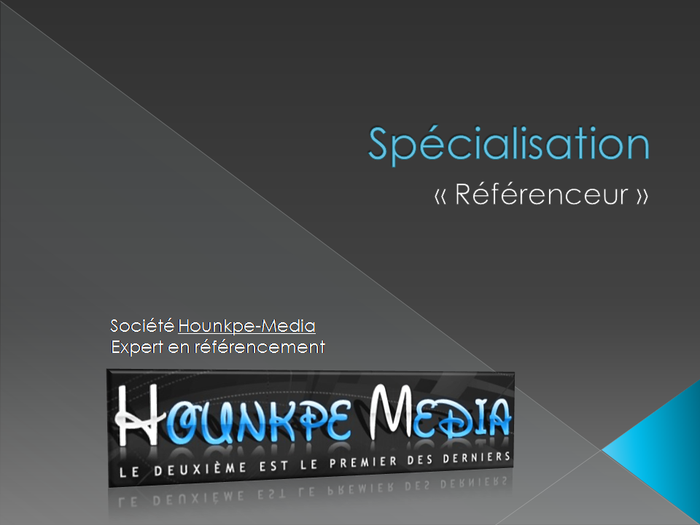 Spécialisation
« Référenceur »
Société Hounkpe-Media
Expert en référencement
HOUNKPE MEDIA
LE DEUXIÈME EST LE PREMIER DES DERNIERS